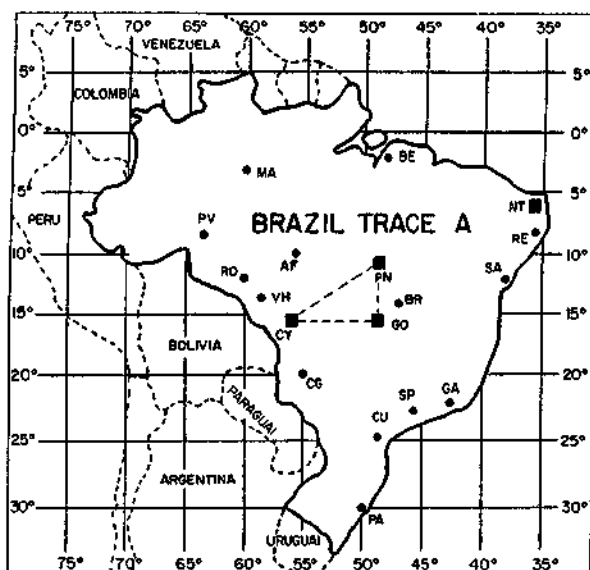 75° 70° 65° 60° 55° 50° 45° 40° 35°
VENEZUELA
5° 5°
COLOMBIA
0° 0°
BE
MA
5° 5°
NT
PERU
PV
BRAZIL TRACE A
RE
10° 10°
AF
PN
RO
SA
VH
BR
15° 15°
CY
GO
BOLIVIA
20° 20°
CG
PARAGUAI
SP
GA
CU
25° 25°
ARGENTINA
30° 30°
PA
URUGUAI
75° 70° 65° 60° 55° 50° 45° 40° 35°